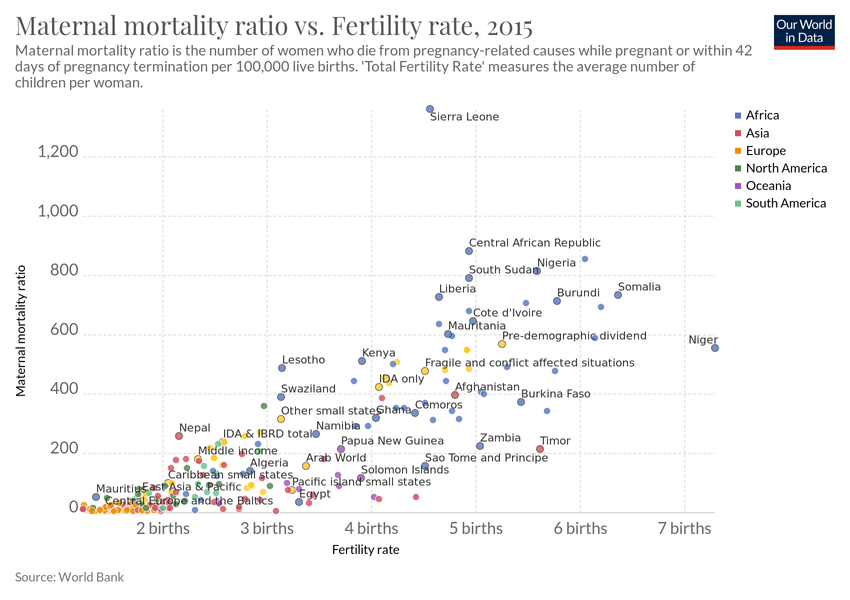 Maternal mortality ratio vs. Fertility rate, 2015
Our World
in Data
Maternal mortality ratio is the number of women who die from pregnancy-related causes while pregnant or within 42
days of pregnancy termination per 100,000 live births. 'Total Fertility Rate' measures the average number of
children per woman.
Africa
Asia
Europe
North America
Oceania
South America
Maternal mortality ratio
1,200
1,000
800
600
400
200
0
Sierra Leone
Central African Republic
Nigeria
South Sudan
Somalia
Liberia
Burundi
Cote d'Ivoire
Mauritania
Pre-demographic dividend
Niger
Kenya
Lesotho
Fragile and conflict affected situations
IDA only
Afghanistan
Swaziland
Burkina Faso
Other small states
Ghana
Comoros
Nepal
IDA & IBRD total
Namibia
Papua New Guinea
Zambia
Timor
Middle income
Algeria
Arab World
Sao Tome and Principe
Caribbean small states
Solomon Islands
Mauritius
East Asia & Pacific
Pacific island small states
Central Europe and the Baltics
Egypt
2 births
3 births
4 births
5 births
6 births
7 births
Fertility rate
Source: World Bank